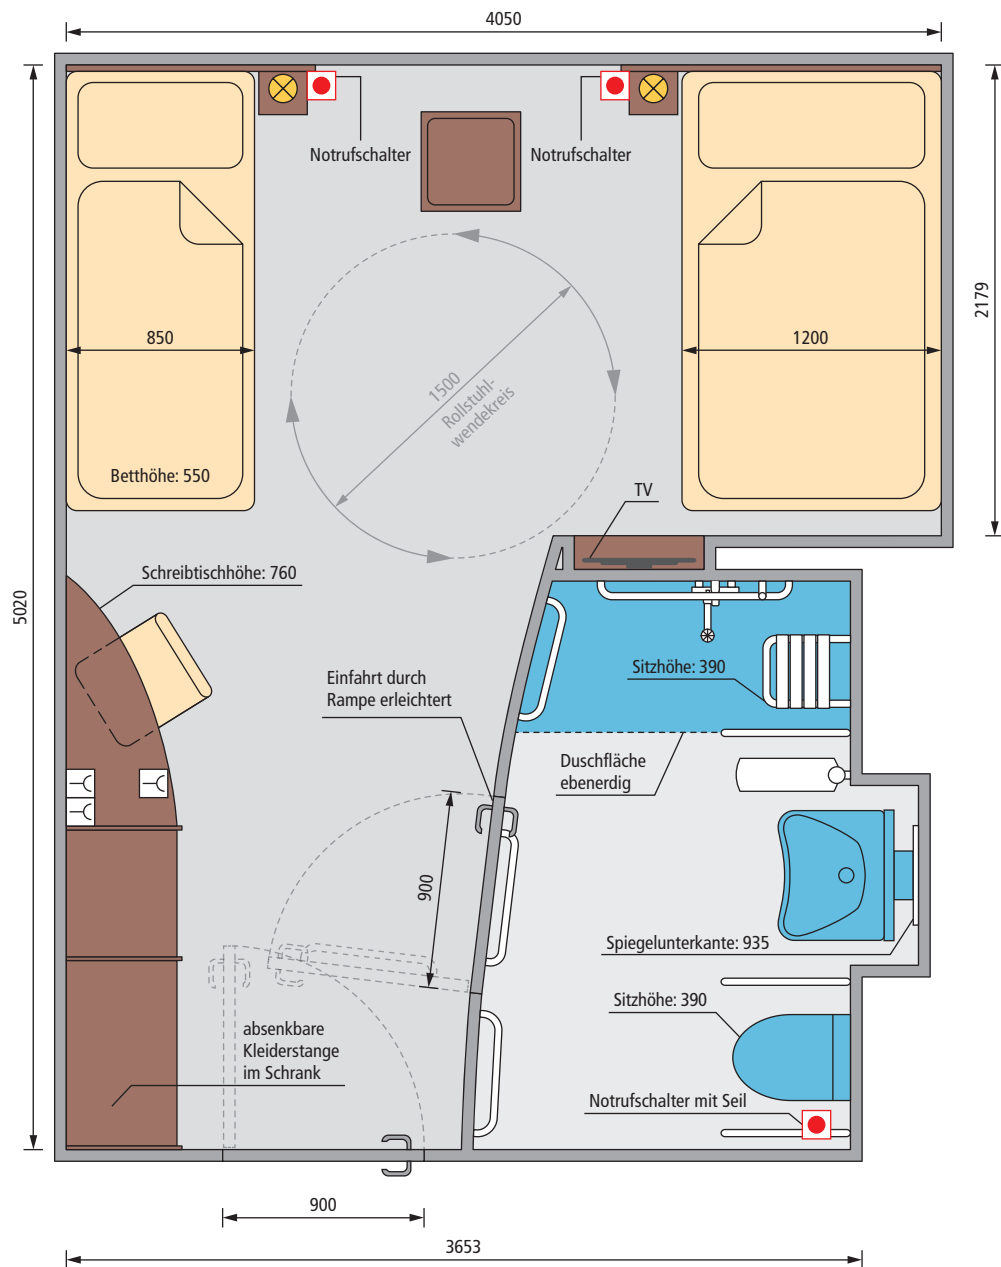 4050
Notrufschalter
Notrufschalter
2179
850
1200
1500
Rollstuhl-
wendekreis
Betthöhe: 550
TV
5020
Schreibtischhöhe: 760
Einfahrt durch
Rampe erleichtert
Sitzhöhe: 390
Duschfläche
ebenerdig
900
Spiegelunterkante: 935
Sitzhöhe: 390
absenkbare
Kleiderstange
im Schrank
Notrufschalter mit Seil
900
3653